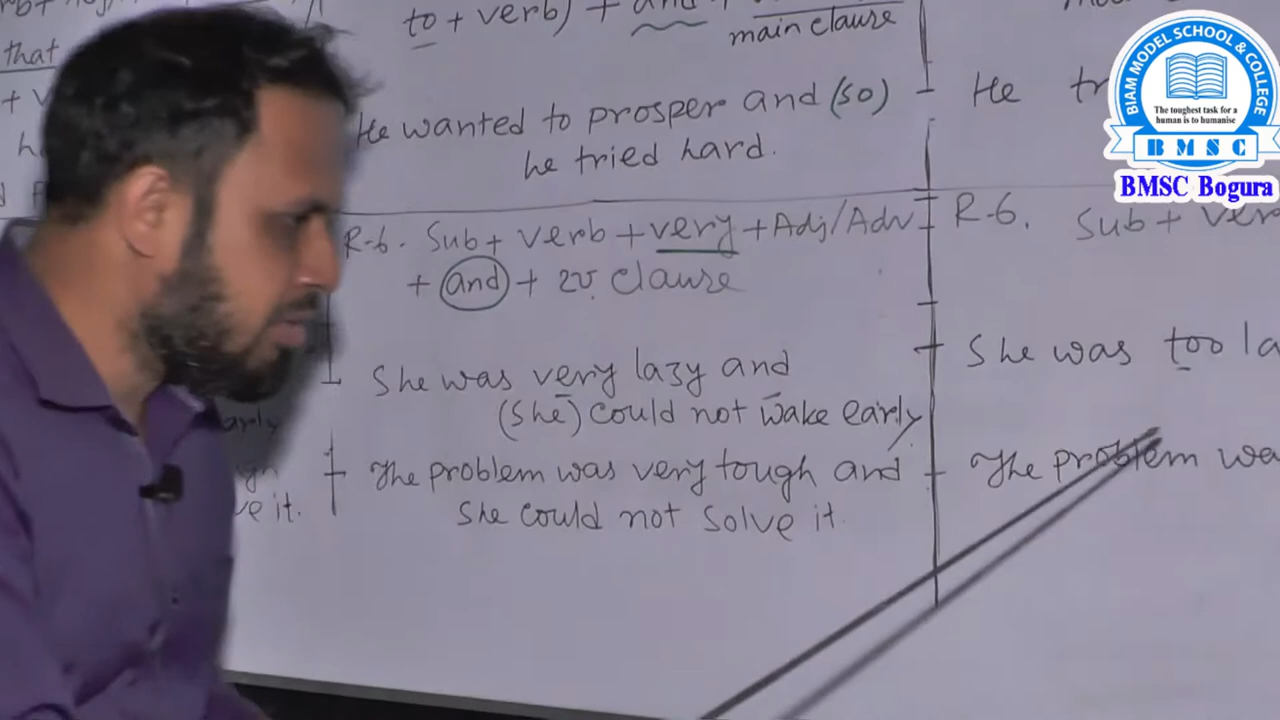 that
to + verb) + and +
main clause
He wanted to prosper and (so)
he tried hard.
He
R-6. Sub + verb + very + Adj/Adv
+ and + 2nd clause
She was very lazy and
(She) could not wake early
The problem was very tough and
She could not solve it.
ve it.
R-6. Sub + ver
She was too la
The problem wa
BIAM MODEL SCHOOL & COLLEGE
The toughest task for a
human is to humanise
BMSC
BMSC Bogura